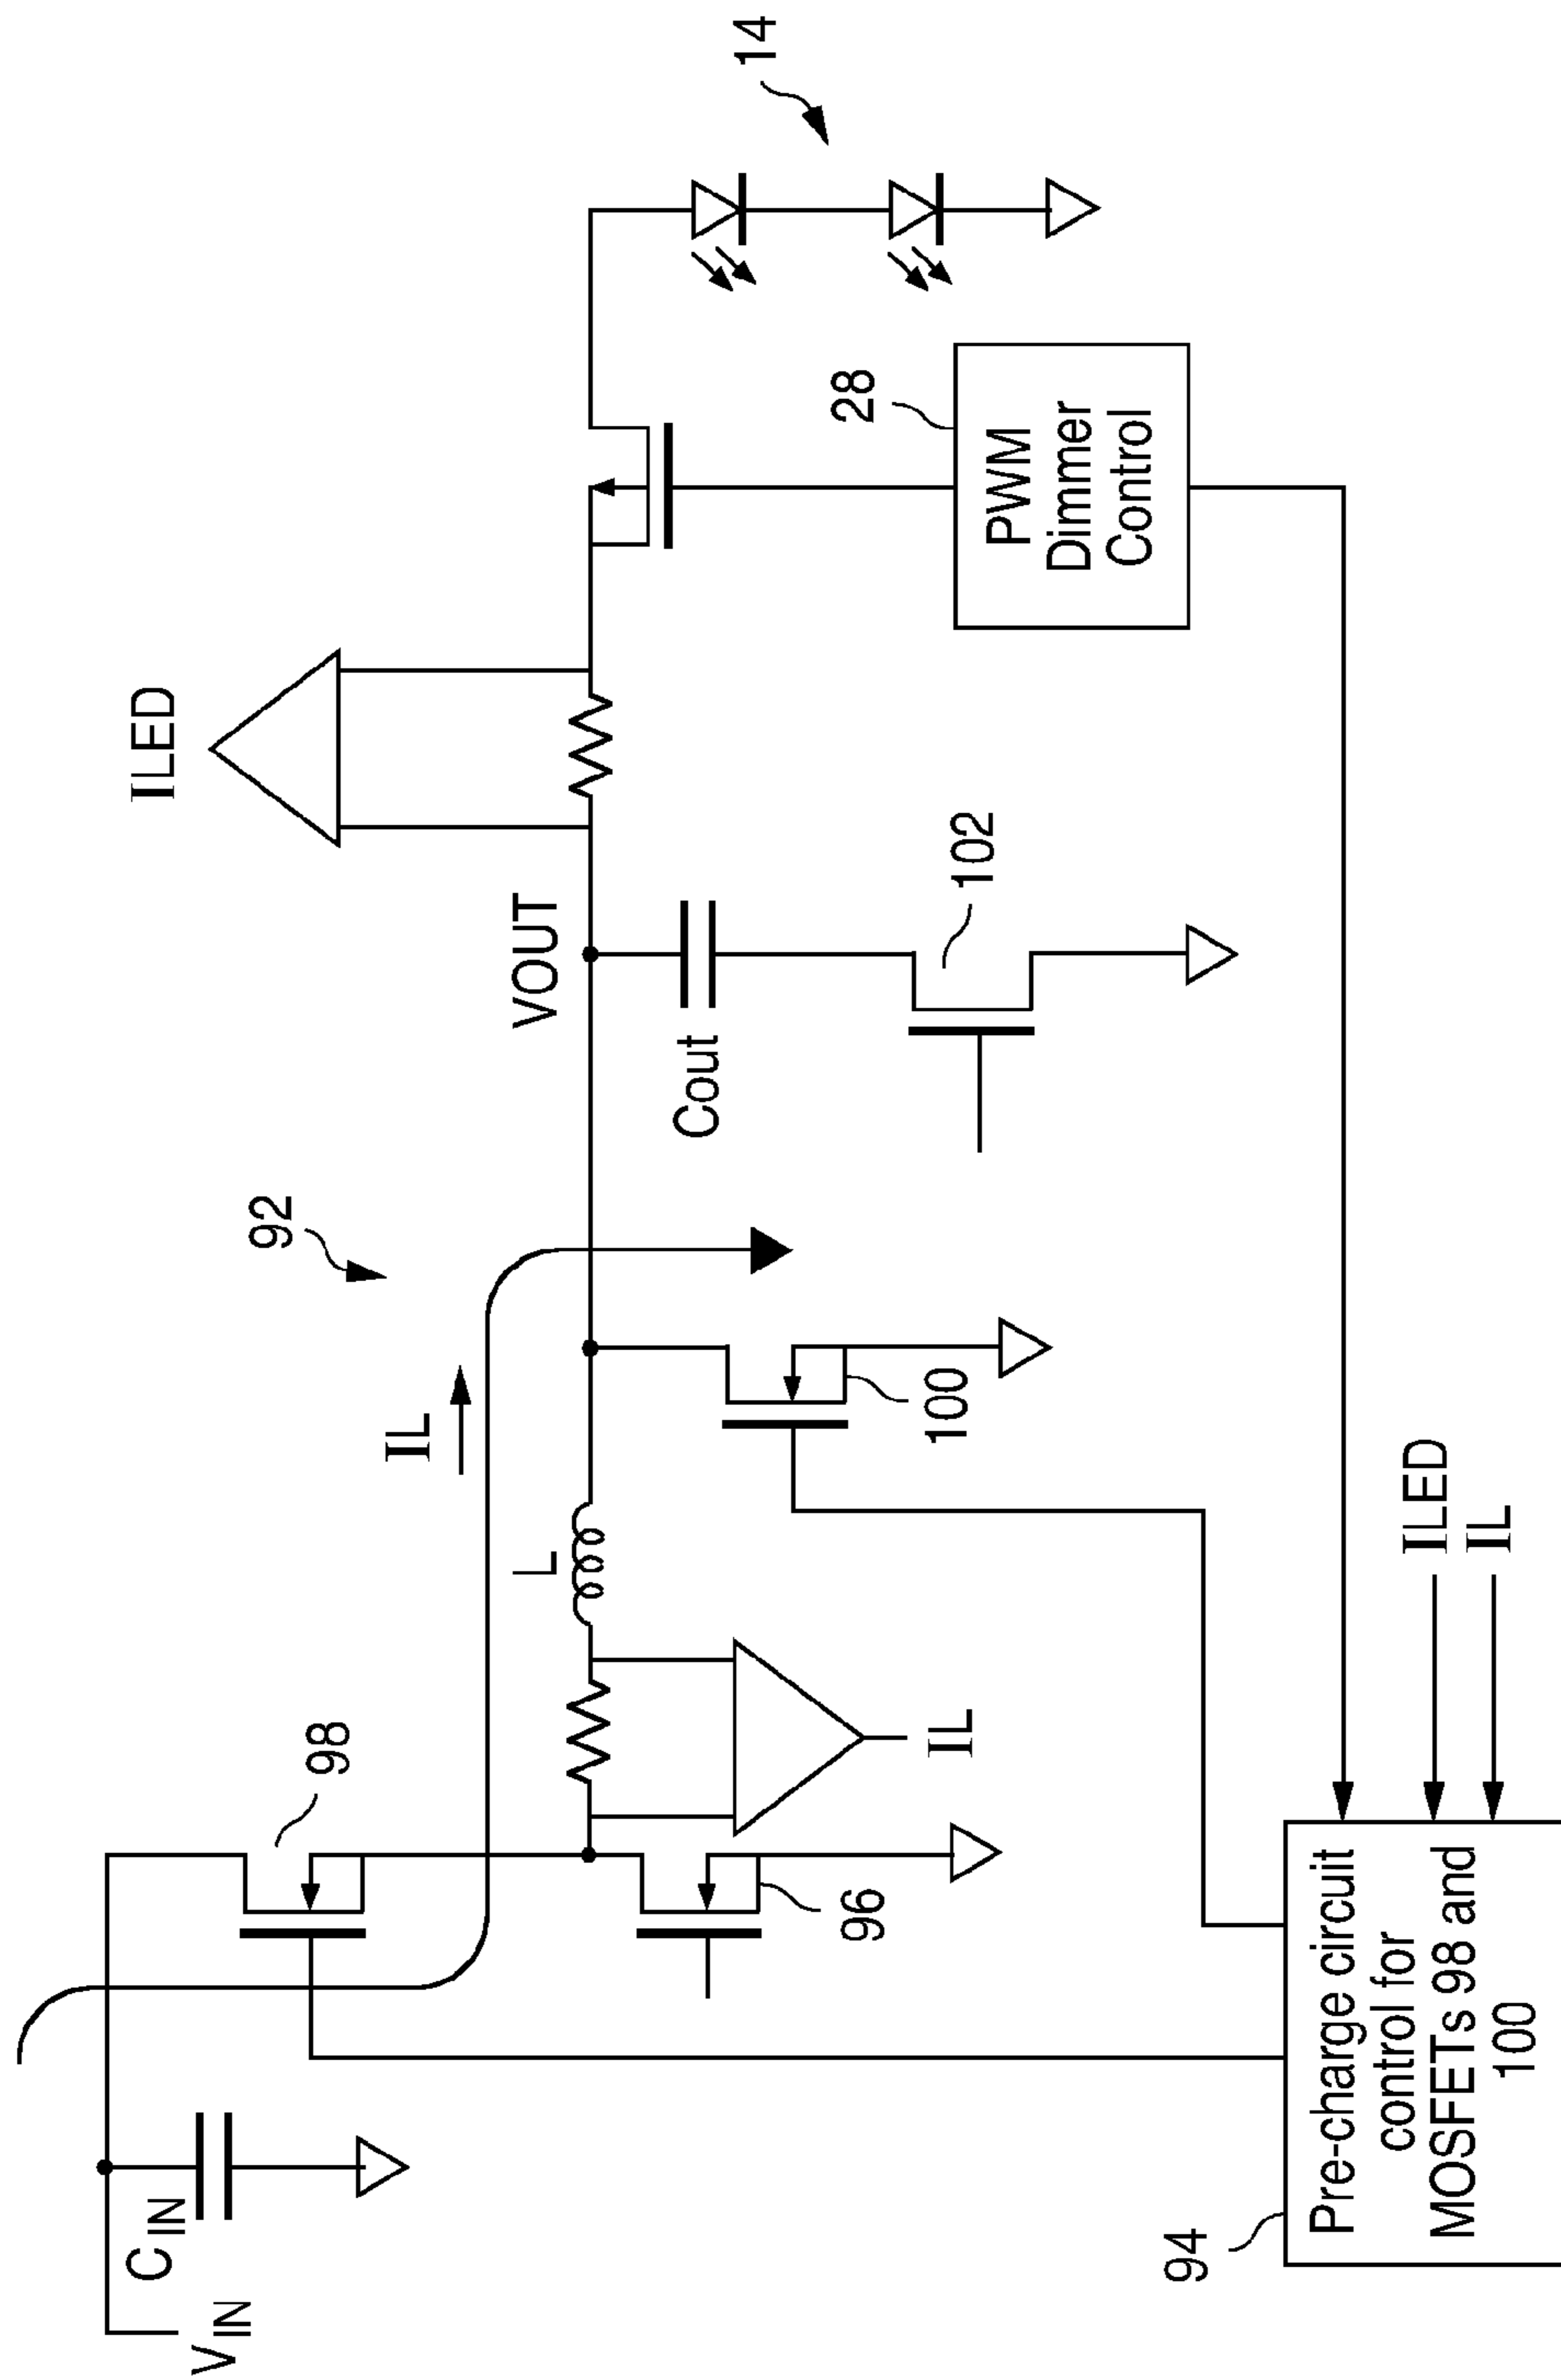 VIN
CIN
98
IL
92
ILED
VOUT
L
Cout
IL
96
100
102
28
PWM
Dimmer
Control
14
94
Pre-charge circuit
control for
MOSFETs 98 and
100
ILED
IL